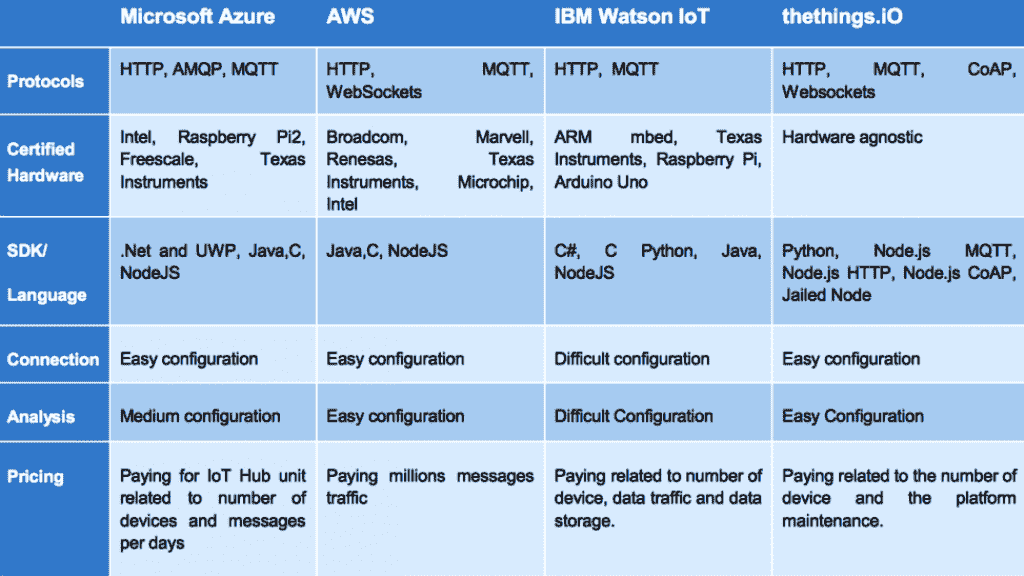 Microsoft Azure
AWS
IBM Watson IoT
thethings.iO
Protocols
HTTP, AMQP, MQTT
HTTP, MQTT,
WebSockets
HTTP, MQTT
HTTP, MQTT, CoAP,
Websockets
Certified
Hardware
Intel, Raspberry Pi2,
Freescale, Texas
Instruments
Broadcom, Marvell,
Renesas, Texas
Instruments, Microchip,
Intel
ARM mbed, Texas
Instruments, Raspberry Pi,
Arduino Uno
Hardware agnostic
SDK/
Language
.Net and UWP, Java,C,
NodeJS
Java,C, NodeJS
C#, C Python, Java,
NodeJS
Python, Node.js MQTT,
Node.js HTTP, Node.js CoAP,
Jailed Node
Connection
Easy configuration
Easy configuration
Difficult configuration
Easy configuration
Analysis
Medium configuration
Easy configuration
Difficult Configuration
Easy Configuration
Pricing
Paying for IoT Hub unit
related to number of
devices and messages
per days
Paying millions messages
traffic
Paying related to number of
device, data traffic and data
storage.
Paying related to the number of
device and the platform
maintenance.